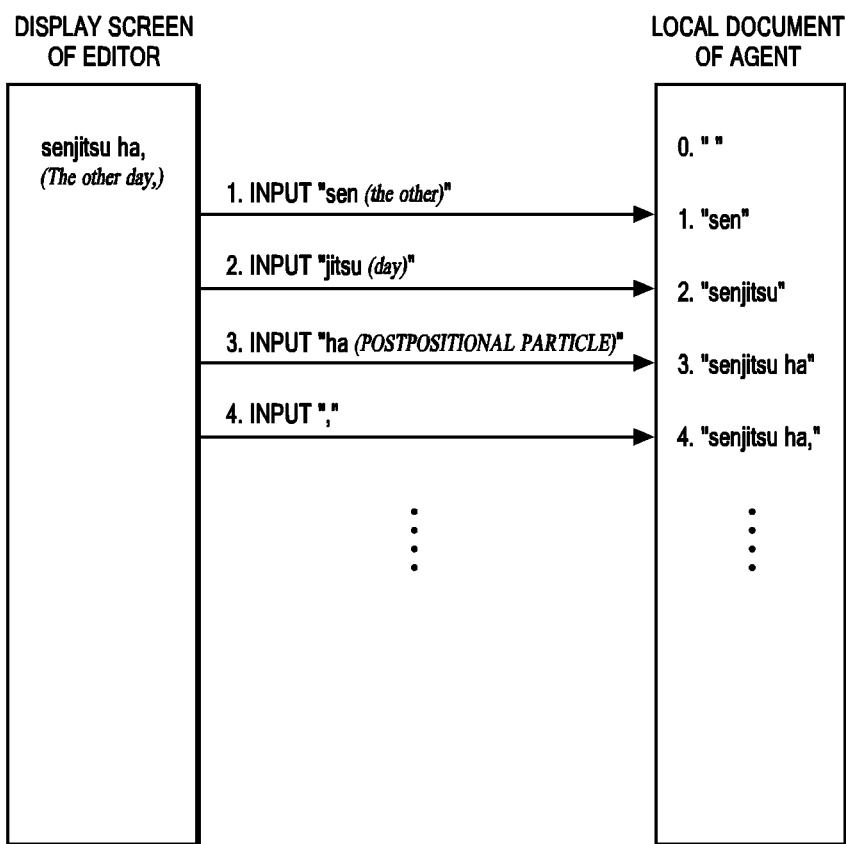 DISPLAY SCREEN
OF EDITOR
LOCAL DOCUMENT
OF AGENT
senjitsu ha,
(The other day,)
0. " "
1. INPUT "sen (the other)"
1. "sen"
2. INPUT "jitsu (day)"
2. "senjitsu"
3. INPUT "ha (POSTPOSITIONAL PARTICLE)"
3. "senjitsu ha"
4. INPUT ","
4. "senjitsu ha,"